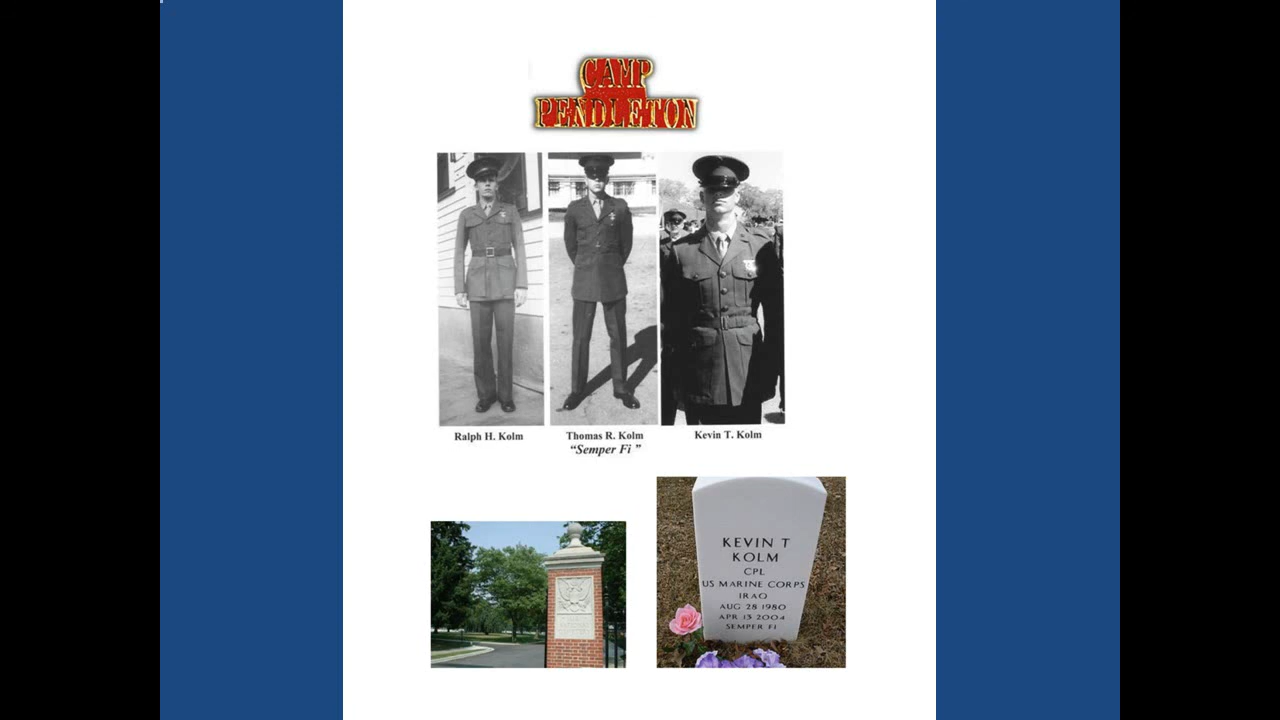 CAMP
PENDLETON
Ralph H. Kolm
Thomas R. Kolm
Kevin T. Kolm
“Semper Fi ”
KEVIN T
KOLM
CPL
US MARINE CORPS
IRAQ
AUG 28 1980
APR 13 2004
SEMPER FI